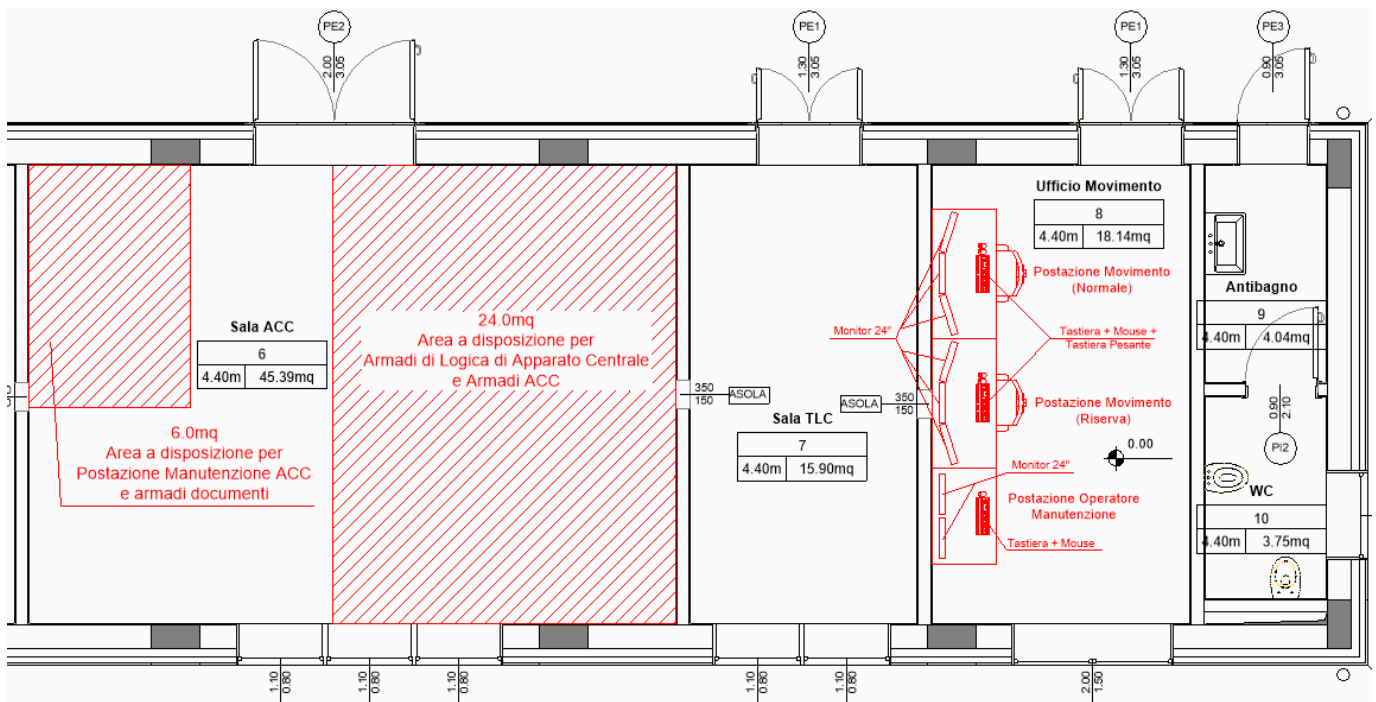 PE2
PE1
PE1
PE3
2.00
3.05
1.30
3.05
1.30
3.05
0.90
3.05
Ufficio Movimento
8
4.40m 18.14mq
Postazione Movimento
(Normale)
Antibagno
9
4.40m 4.04mq
Sala ACC
6
4.40m 45.39mq
24.0mq
Area a disposizione per
Armadi di Logica di Apparato Centrale
e Armadi ACC
Monitor 24"
Tastiera + Mouse +
Tastiera Pesante
350
150
ASOLA
ASOLA
350
150
Postazione Movimento
(Riserva)
0.90
2.10
PI2
6.0mq
Area a disposizione per
Postazione Manutenzione ACC
e armadi documenti
Sala TLC
7
4.40m 15.90mq
0.00
Monitor 24"
Postazione Operatore
Manutenzione
Tastiera + Mouse
WC
10
4.40m 3.75mq
1.10
0.80
1.10
0.80
1.10
0.80
1.10
0.80
1.10
0.80
2.00
1.50